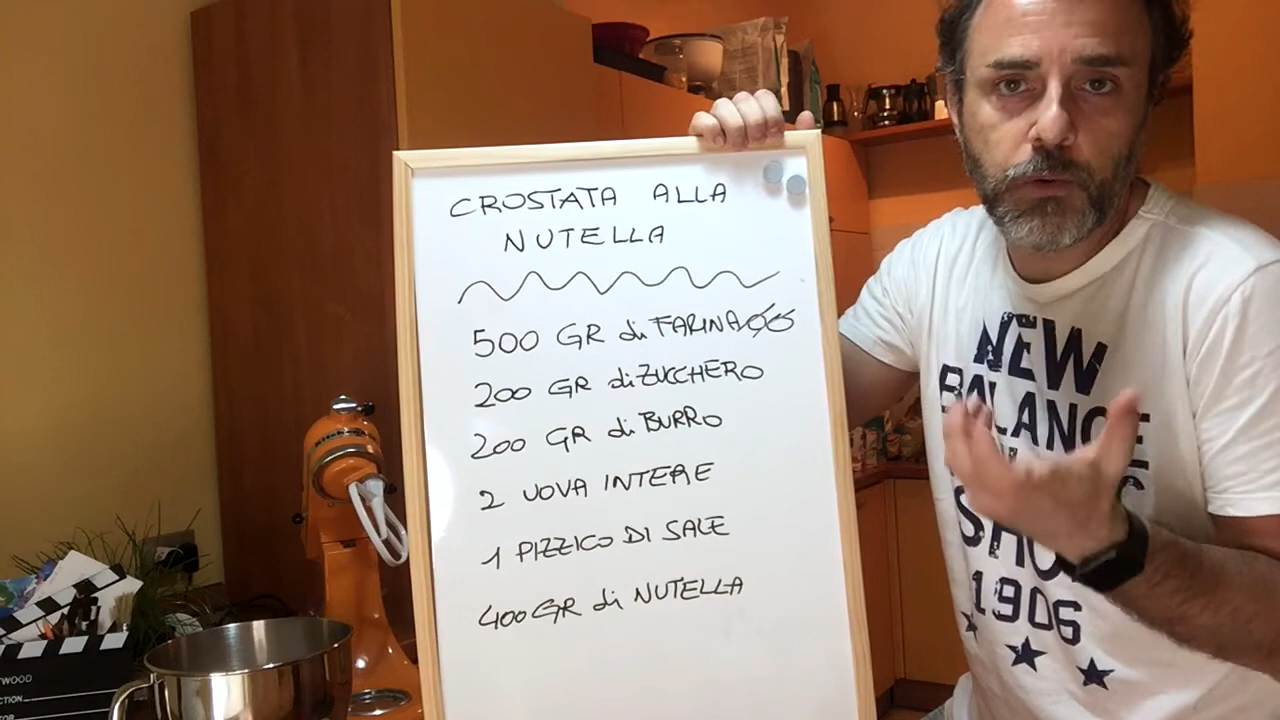 CROSTATA ALLA
NUTELLA
500 GR di FARINA 00
200 GR di ZUCCHERO
200 GR di BURRO
2 UOVA INTERE
1 PIZZICO DI SALE
400 GR di NUTELLA
NEW
BALANCE
1906